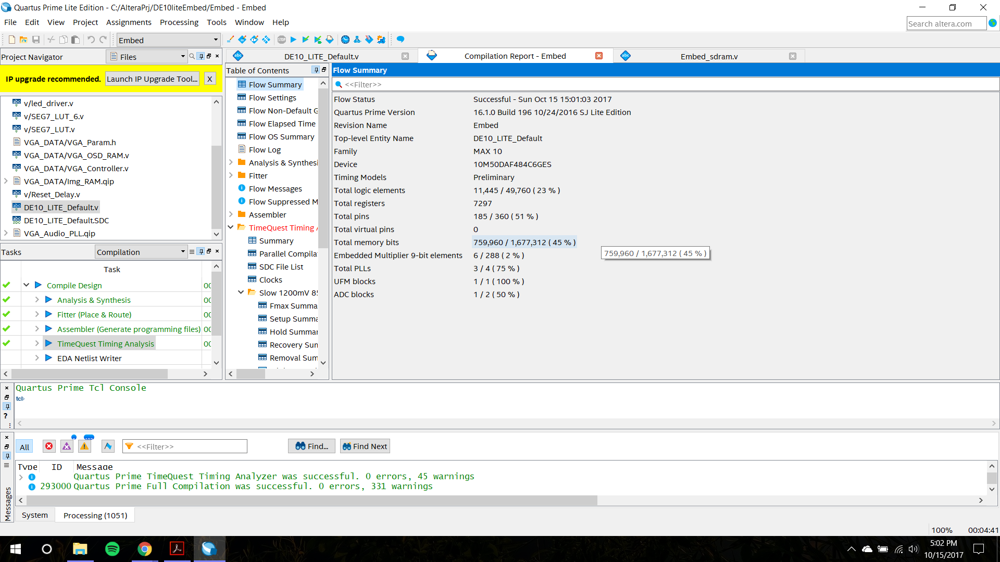 Quartus Prime Lite Edition - C:/AlteraPrj/DE10liteEmbed/Embed - Embed
File Edit View Project Assignments Processing Tools Window Help
Search altera.com
Embed
Project Navigator Files
DE10_LITE_Default.v
Compilation Report - Embed
Embed_sdram.v
IP upgrade recommended. Launch IP Upgrade Tool... X
v/led_driver.v
v/SEG7_LUT_6.v
v/SEG7_LUT.v
VGA_DATA/VGA_Param.h
VGA_DATA/VGA_OSD_RAM.v
VGA_DATA/VGA_Controller.v
VGA_DATA/Img_RAM.qip
v/Reset_Delay.v
DE10_LITE_Default.v
DE10_LITE_Default.SDC
VGA_Audio_PLL.qip
Tasks Compilation
Task
Compile Design 00
Analysis & Synthesis 00
Fitter (Place & Route) 00
Assembler (Generate programming files) 00
TimeQuest Timing Analysis 00
EDA Netlist Writer
Table of Contents
Flow Summary
Flow Settings
Flow Non-Default G
Flow Elapsed Time
Flow OS Summary
Flow Log
Analysis & Synthesi
Fitter
Flow Messages
Flow Suppressed M
Assembler
TimeQuest Timing A
Summary
Parallel Compila
SDC File List
Clocks
Slow 1200mV 85
Fmax Summa
Setup Summa
Hold Summar
Recovery Sum
Removal Sum
Flow Summary
<<Filter>>
Flow Status Successful - Sun Oct 15 15:01:03 2017
Quartus Prime Version 16.1.0 Build 196 10/24/2016 SJ Lite Edition
Revision Name Embed
Top-level Entity Name DE10_LITE_Default
Family MAX 10
Device 10M50DAF484C6GES
Timing Models Preliminary
Total logic elements 11,445 / 49,760 ( 23 % )
Total registers 7297
Total pins 185 / 360 ( 51 % )
Total virtual pins 0
Total memory bits 759,960 / 1,677,312 ( 45 % )
759,960 / 1,677,312 ( 45 % )
Embedded Multiplier 9-bit elements 6 / 288 ( 2 % )
Total PLLs 3 / 4 ( 75 % )
UFM blocks 1 / 1 ( 100 % )
ADC blocks 1 / 2 ( 50 % )
Quartus Prime Tcl Console
tcl>
All <<Filter>> Find... Find Next
Type ID Message
Quartus Prime TimeQuest Timing Analyzer was successful. 0 errors, 45 warnings
293000 Quartus Prime Full Compilation was successful. 0 errors, 331 warnings
Messages
System Processing (1051)
100% 00:04:41
5:02 PM
10/15/2017